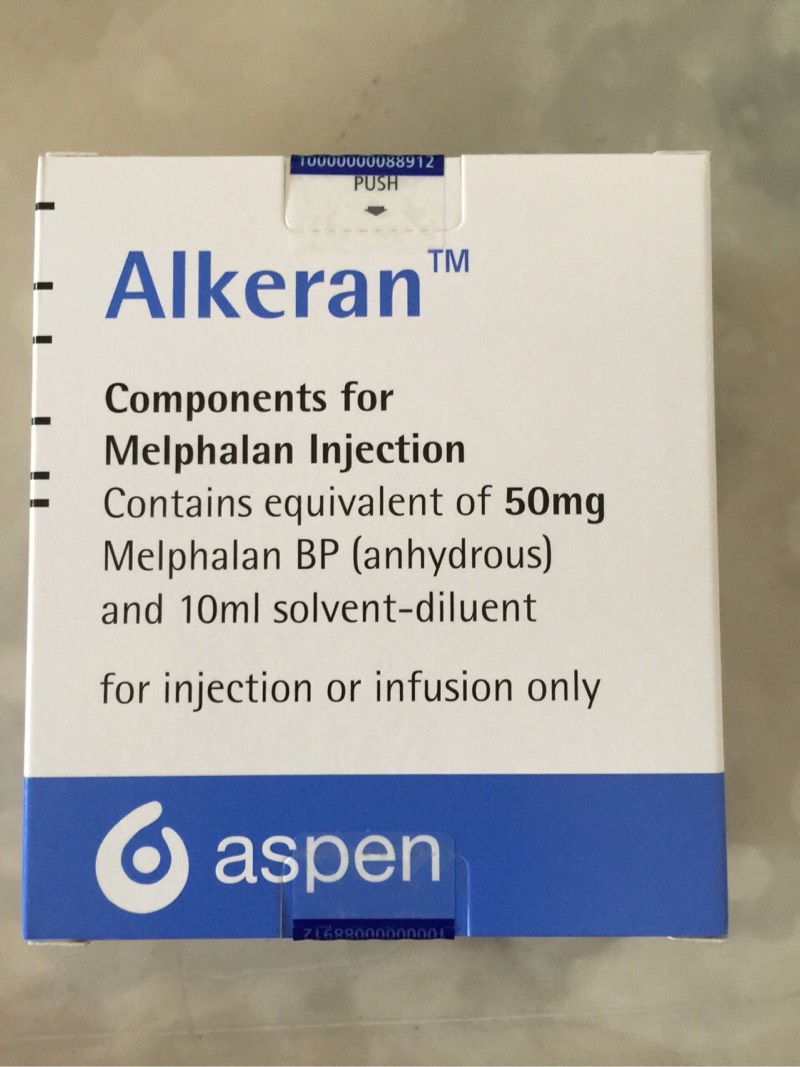 10000000088912
PUSH
Alkeran™
Components for
Melphalan Injection
Contains equivalent of 50mg
Melphalan BP (anhydrous)
and 10ml solvent-diluent
for injection or infusion only
aspen